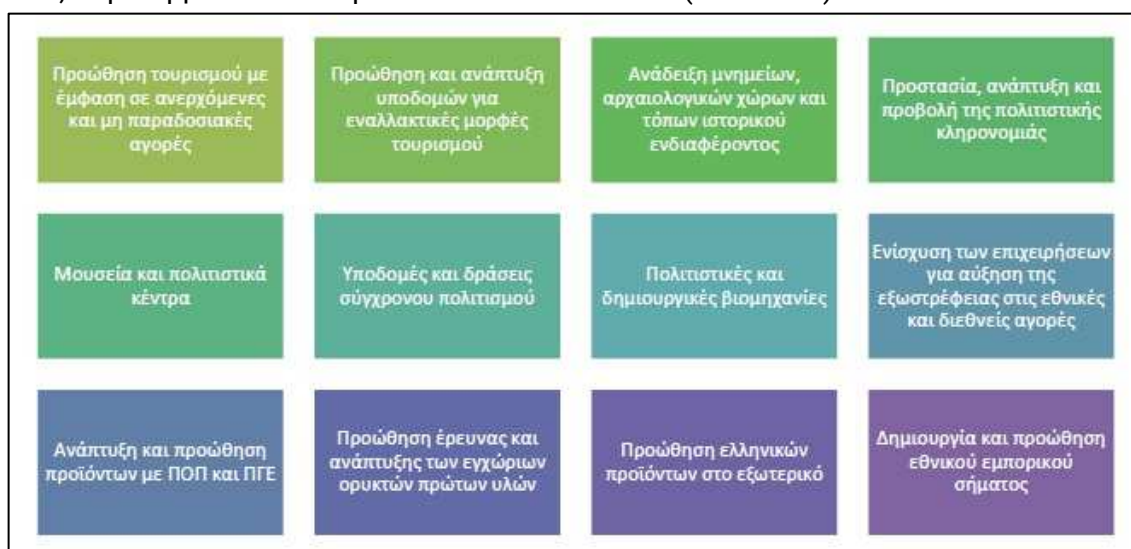 Προώθηση τουρισμού με
έμφαση σε ανερχόμενες
και μη παραδοσιακές
αγορές
Προώθηση και ανάπτυξη
υποδομών για
εναλλακτικές μορφές
τουρισμού
Ανάδειξη μνημείων,
αρχαιολογικών χώρων και
τόπων ιστορικού
ενδιαφέροντος
Προστασία, ανάπτυξη και
προβολή της πολιτιστικής
κληρονομιάς
Μουσεία και πολιτιστικά
κέντρα
Υποδομές και δράσεις
σύγχρονου πολιτισμού
Πολιτιστικές και
δημιουργικές βιομηχανίες
Ενίσχυση των επιχειρήσεων
για αύξηση της
εξωστρέφειας στις εθνικές
και διεθνείς αγορές
Ανάπτυξη και προώθηση
προϊόντων με ΠΟΠ και ΠΓΕ
Προώθηση έρευνας και
ανάπτυξης των εγχώριων
ορυκτών πρώτων υλών
Προώθηση ελληνικών
προϊόντων στο εξωτερικό
Δημιουργία και προώθηση
εθνικού εμπορικού
σήματος